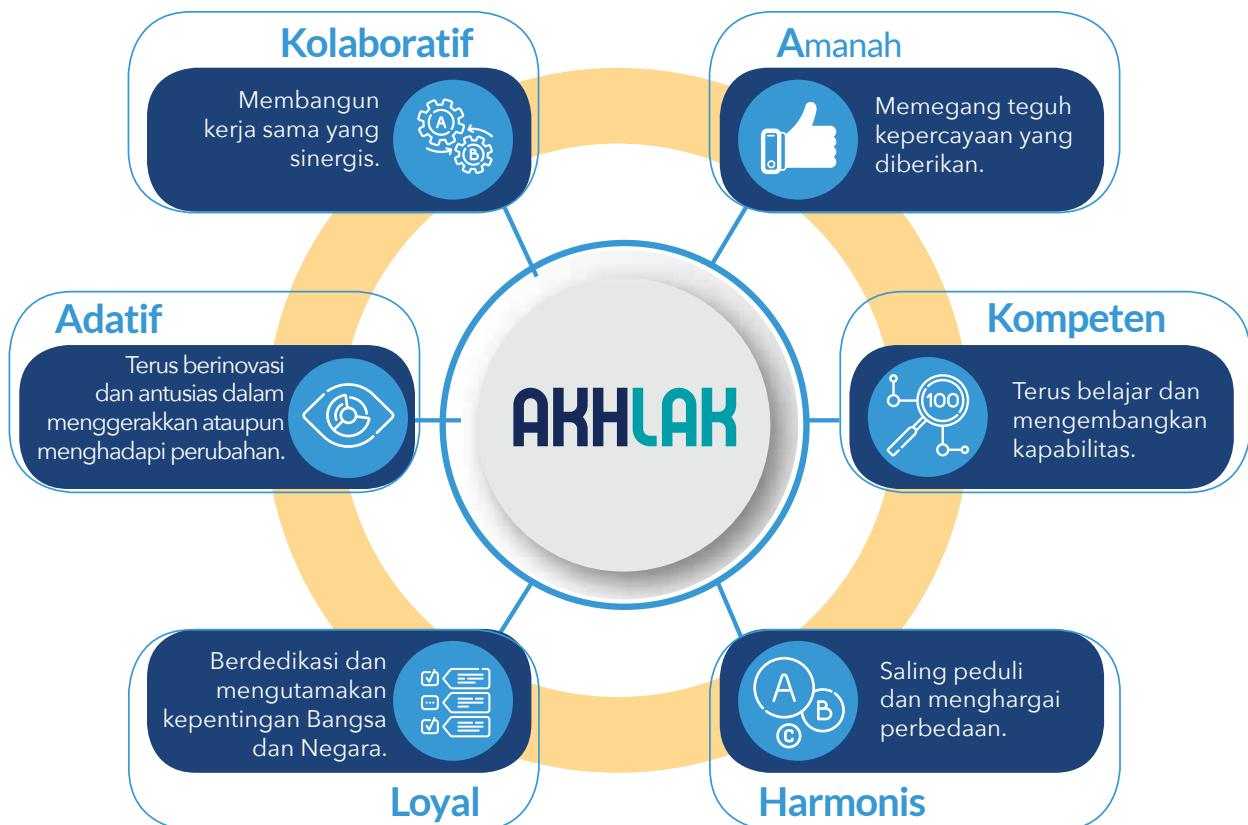 Kolaboratif
Membangun
kerja sama yang
sinergis.
A
B
Amanah
Memegang teguh
kepercayaan yang
diberikan.
Adatif
Terus berinovasi
dan antusias dalam
menggerakkan ataupun
menghadapi perubahan.
AKHLAK
Kompeten
100
Terus belajar dan
mengembangkan
kapabilitas.
Berdedikasi dan
mengutamakan
kepentingan Bangsa
dan Negara.
Loyal
A
B
C
Saling peduli
dan menghargai
perbedaan.
Harmonis